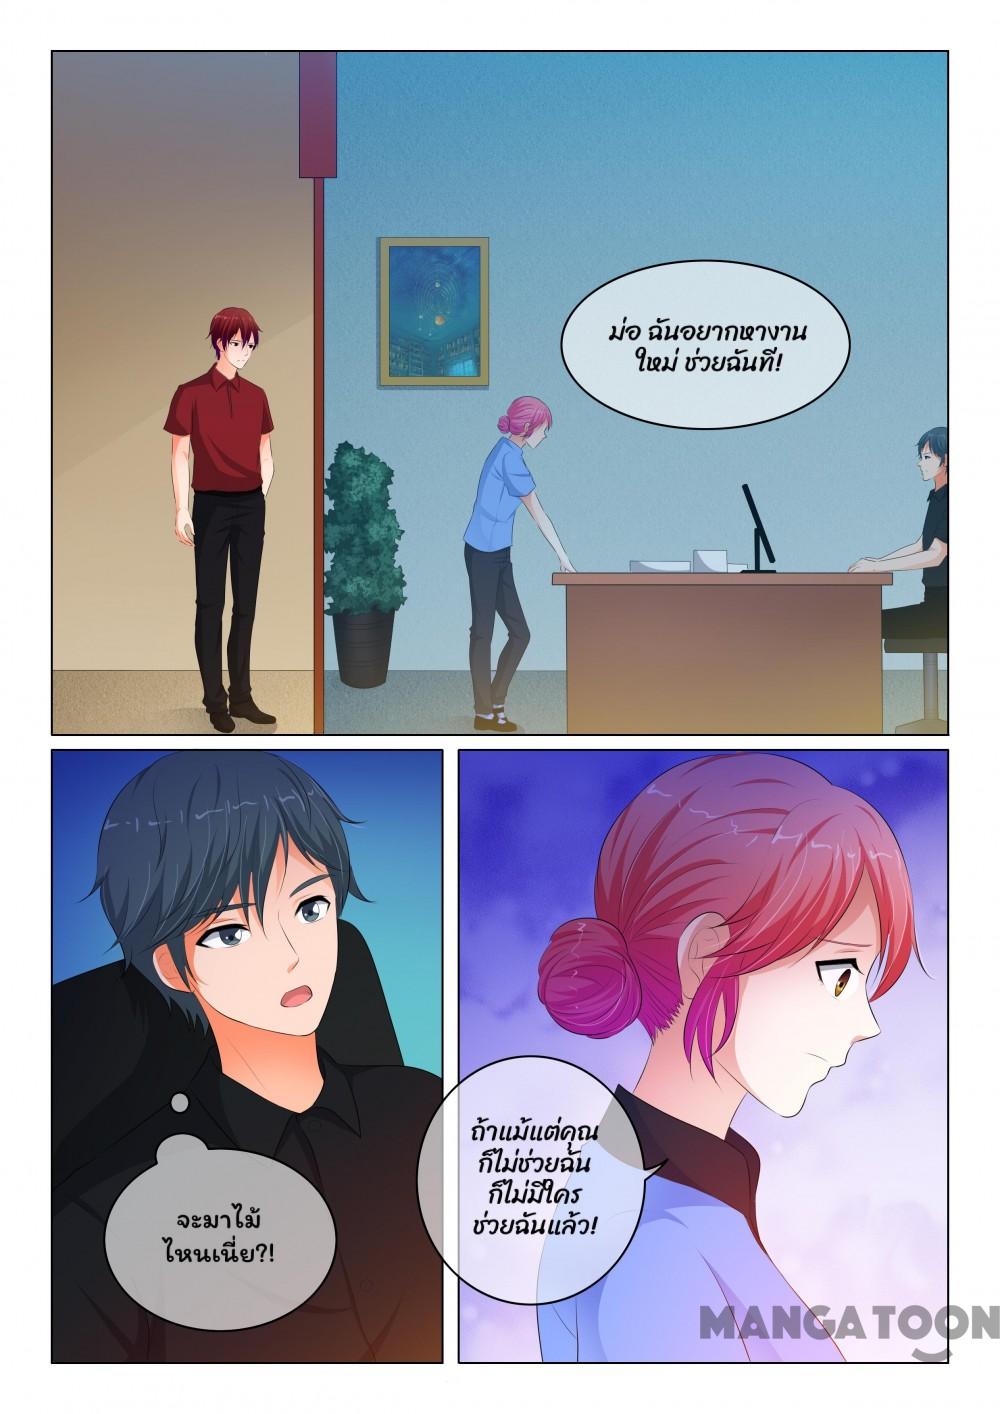 ม่อ ฉันอยากหางาน
ใหม่ ช่วยฉันที!
จะมาไม้
ไหนเนี่ย?!
ถ้าแม้แต่คุณ
ก็ไม่ช่วยฉัน
ก็ไม่มีใคร
ช่วยฉันแล้ว!
MANGATOON